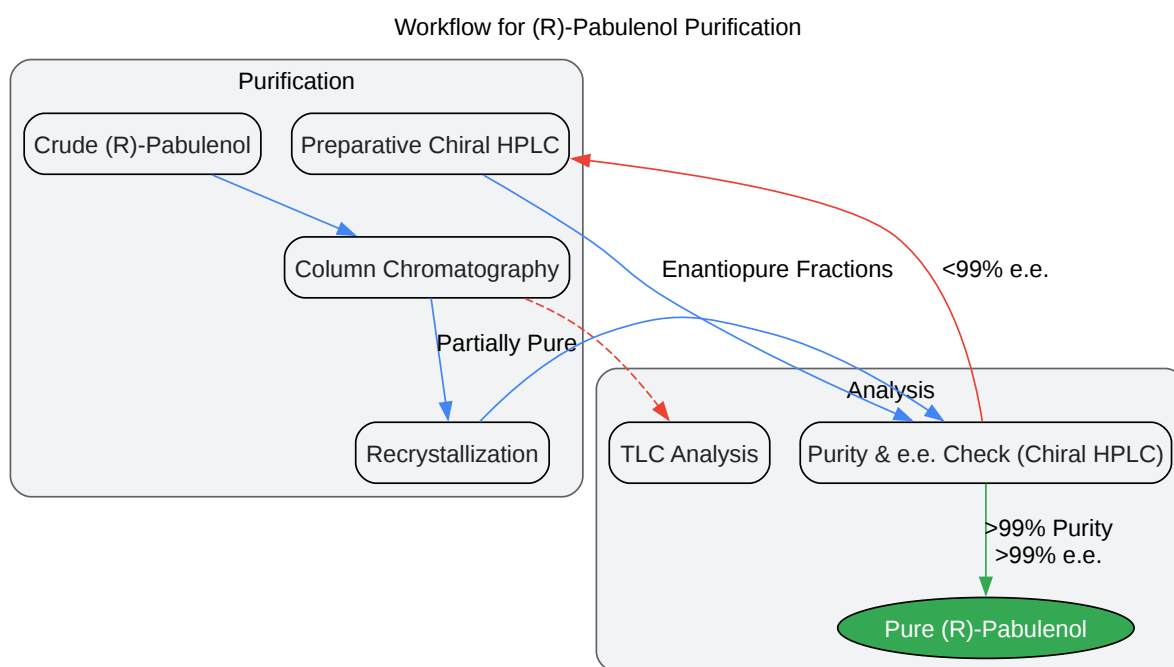 Workflow for (R)-Pabulenol Purification
Purification
Crude (R)-Pabulenol
Preparative Chiral HPLC
Column Chromatography
Enantiopure Fractions
<99% e.e.
Partially Pure
Analysis
Recrystallization
TLC Analysis
Purity & e.e. Check (Chiral HPLC)
>99% Purity
>99% e.e.
Pure (R)-Pabulenol